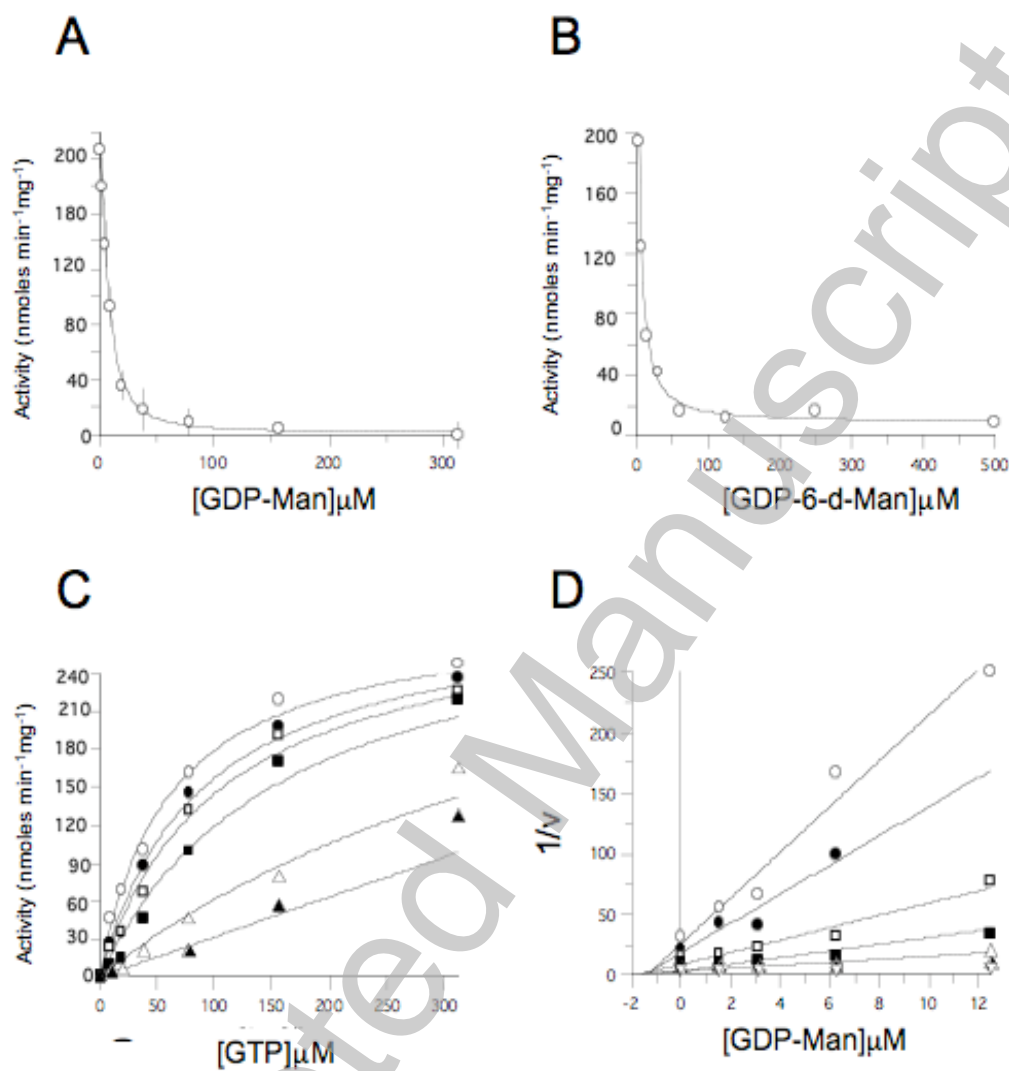 A
B
Activity (nmoles min⁻¹mg⁻¹)
200
180
120
80
40
0
0 100 200 300
[GDP-Man]μM
Activity (nmoles min⁻¹mg⁻¹)
200
160
120
80
40
0
0 100 200 300 400 500
[GDP-6-d-Man]μM
C
D
Activity (nmoles min⁻¹mg⁻¹)
240
210
180
150
120
90
60
30
0
0 50 100 150 200 250 300
[GTP]μM
1/v
250
200
150
100
50
0
-2 0 2 4 6 8 10 12
[GDP-Man]μM
ted Manuscript